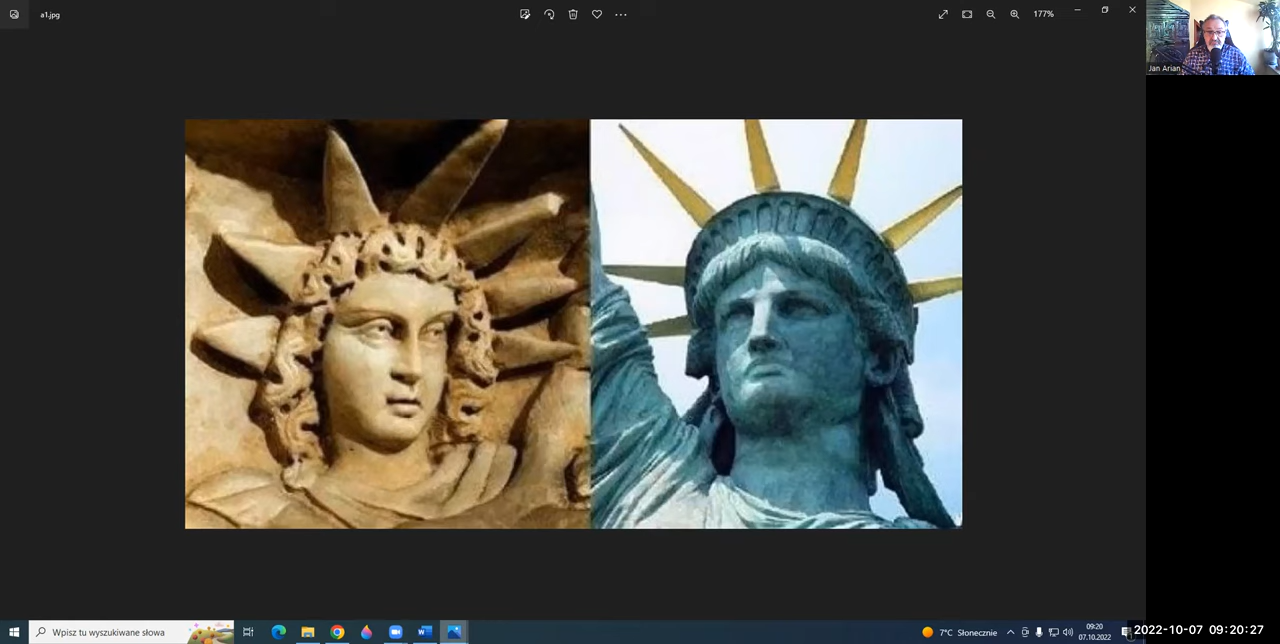 a1.jpg
177%
Jan Arian
Wpisz tu wyszukiwane słowa
7°C Słonecznie
09:20
07.10.2022
2022-10-07 09:20:27